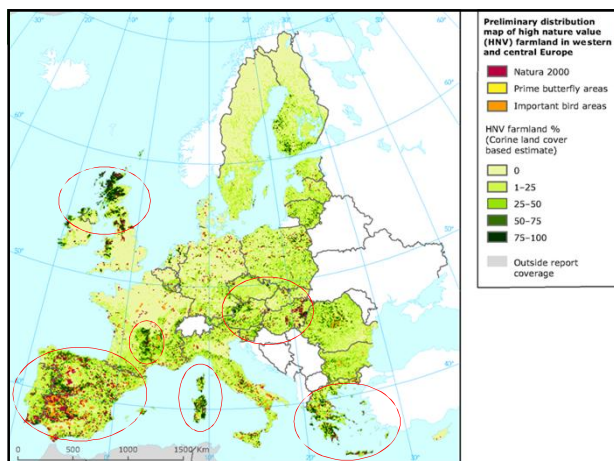 Preliminary distribution
map of high nature value
(HNV) farmland in western
and central Europe
Natura 2000
Prime butterfly areas
Important bird areas
HNV farmland %
(Corine land cover
based estimate)
0
1–25
25–50
50–75
75–100
Outside report
coverage
0 500 1000 1500 Km